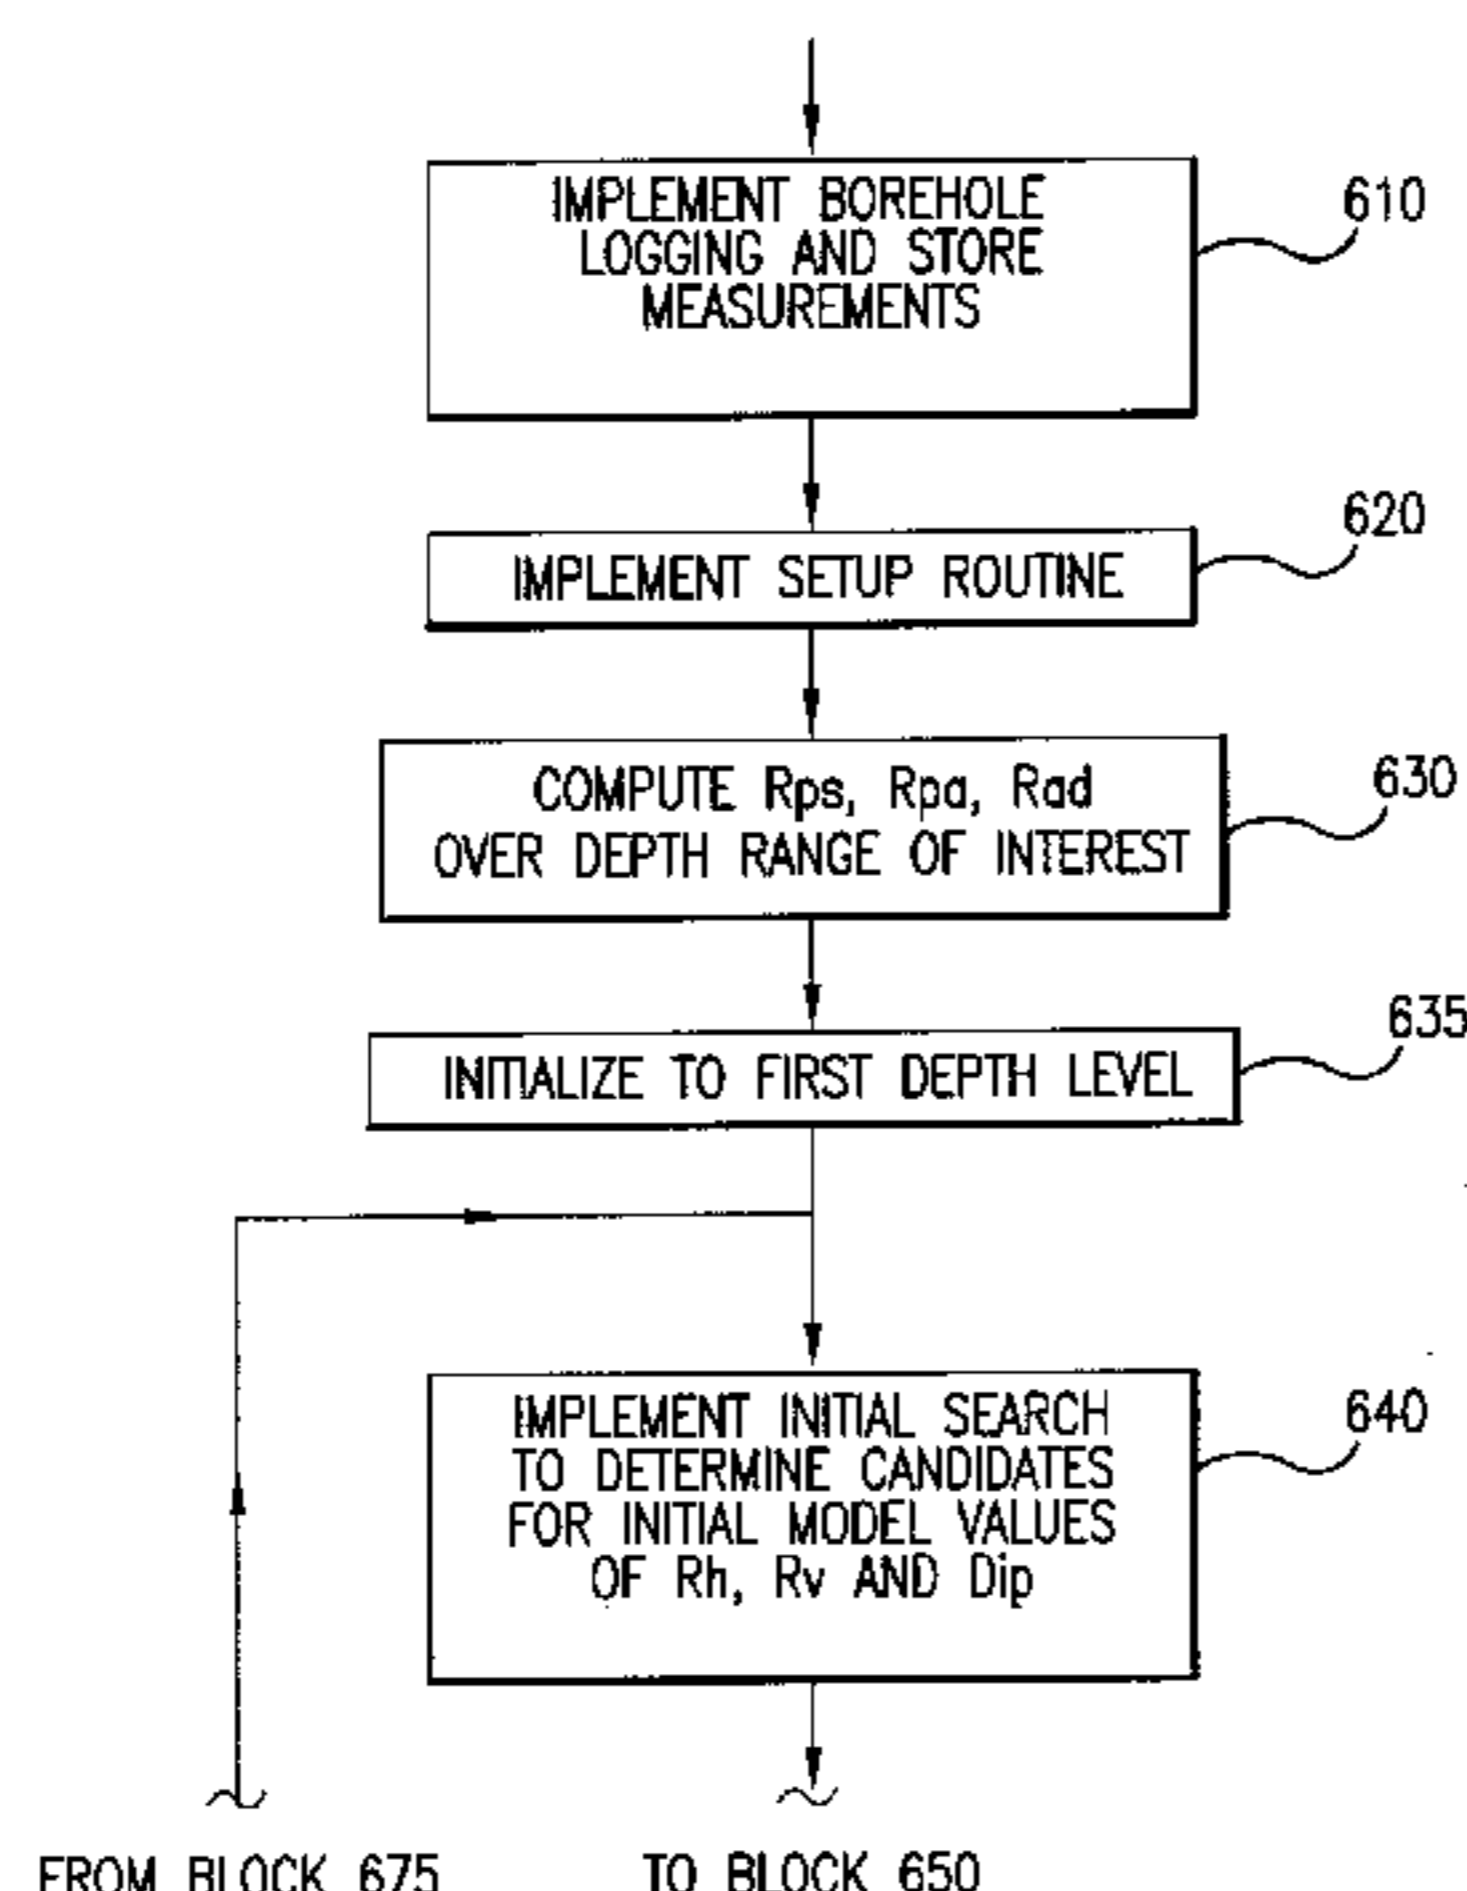 IMPLEMENT BOREHOLE
LOGGING AND STORE
MEASUREMENTS
610
IMPLEMENT SETUP ROUTINE
620
COMPUTE Rps, Rpa, Rad
OVER DEPTH RANGE OF INTEREST
630
INITIALIZE TO FIRST DEPTH LEVEL
635
IMPLEMENT INITIAL SEARCH
TO DETERMINE CANDIDATES
FOR INITIAL MODEL VALUES
OF Rh, Rv AND Dip
640
FROM BLOCK 675
TO BLOCK 650